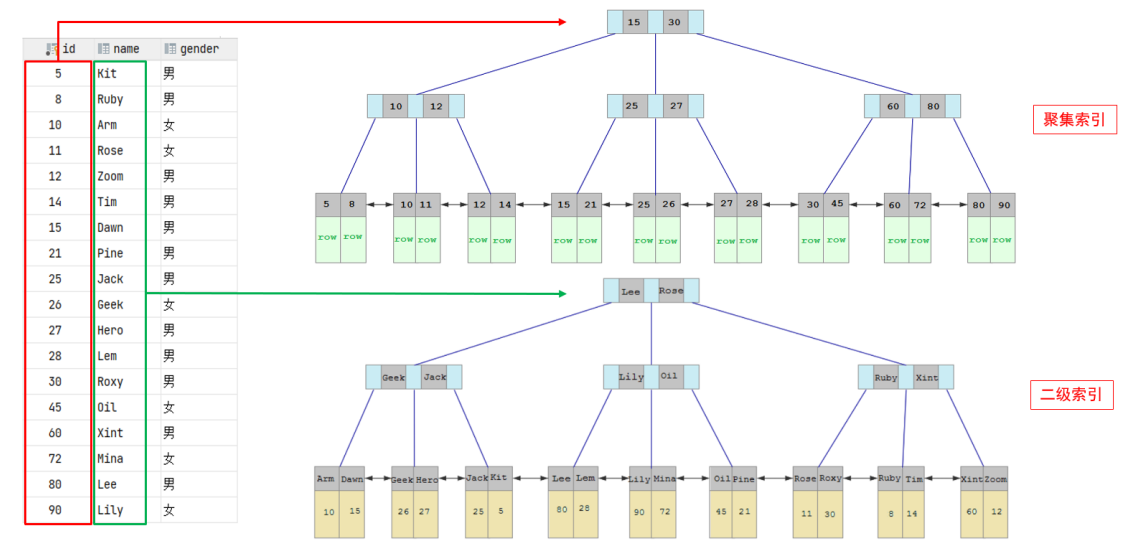 id name gender
5 Kit 男
8 Ruby 男
10 Arm 女
11 Rose 女
12 Zoom 男
14 Tim 男
15 Dawn 男
21 Pine 男
25 Jack 男
26 Geek 女
27 Hero 男
28 Lem 男
30 Roxy 男
45 Oil 女
60 Xint 男
72 Mina 女
80 Lee 男
90 Lily 女
15 30
10 12 25 27 60 80
聚集索引
5 8 10 11 12 14 15 21 25 26 27 28 30 45 60 72 80 90
row row row row row row row row row row row row row row row row row row
Lee Rose
Geek Jack Lily Oil Ruby Xint
二级索引
Arm Dawn Geek Hero Jack Kit Lee Lem Lily Mina Oil Pine Rose Roxy Ruby Tim Xint Zoom
10 15 26 27 25 5 80 28 90 72 45 21 11 30 8 14 60 12